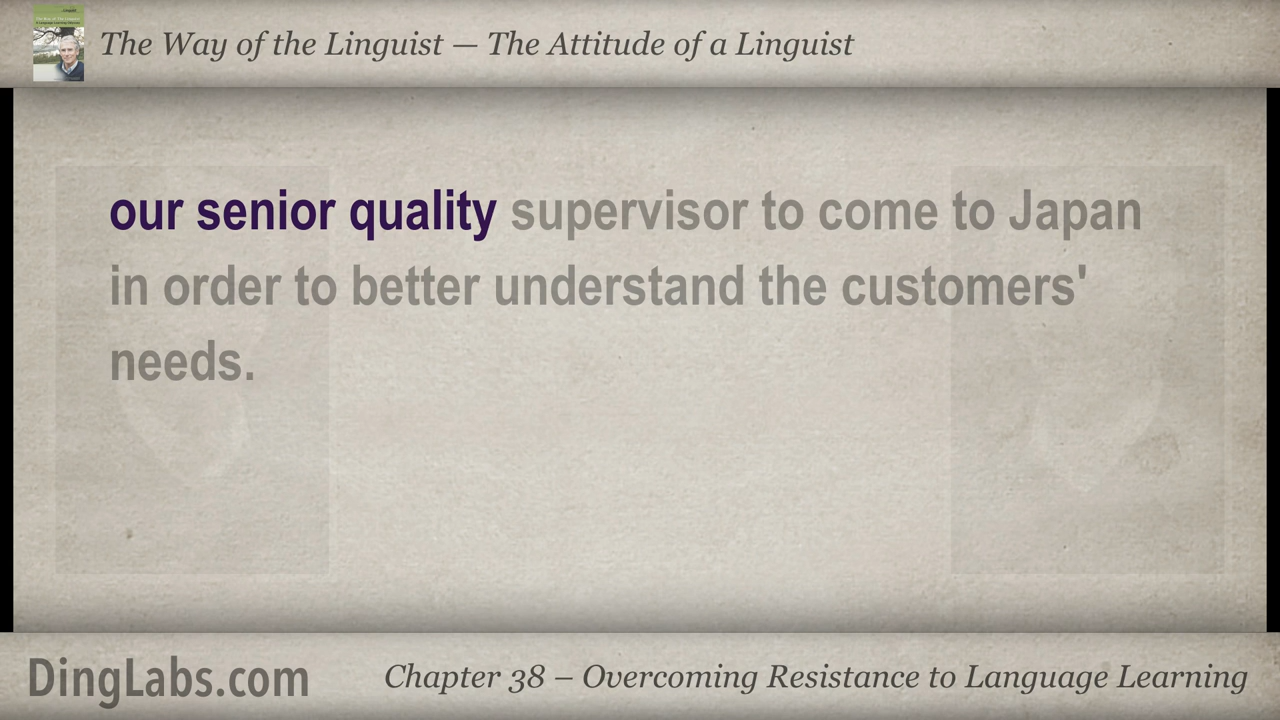 The Way of the Linguist — The Attitude of a Linguist
our senior quality supervisor to come to Japan
in order to better understand the customers'
needs.
DingLabs.com
Chapter 38 – Overcoming Resistance to Language Learning